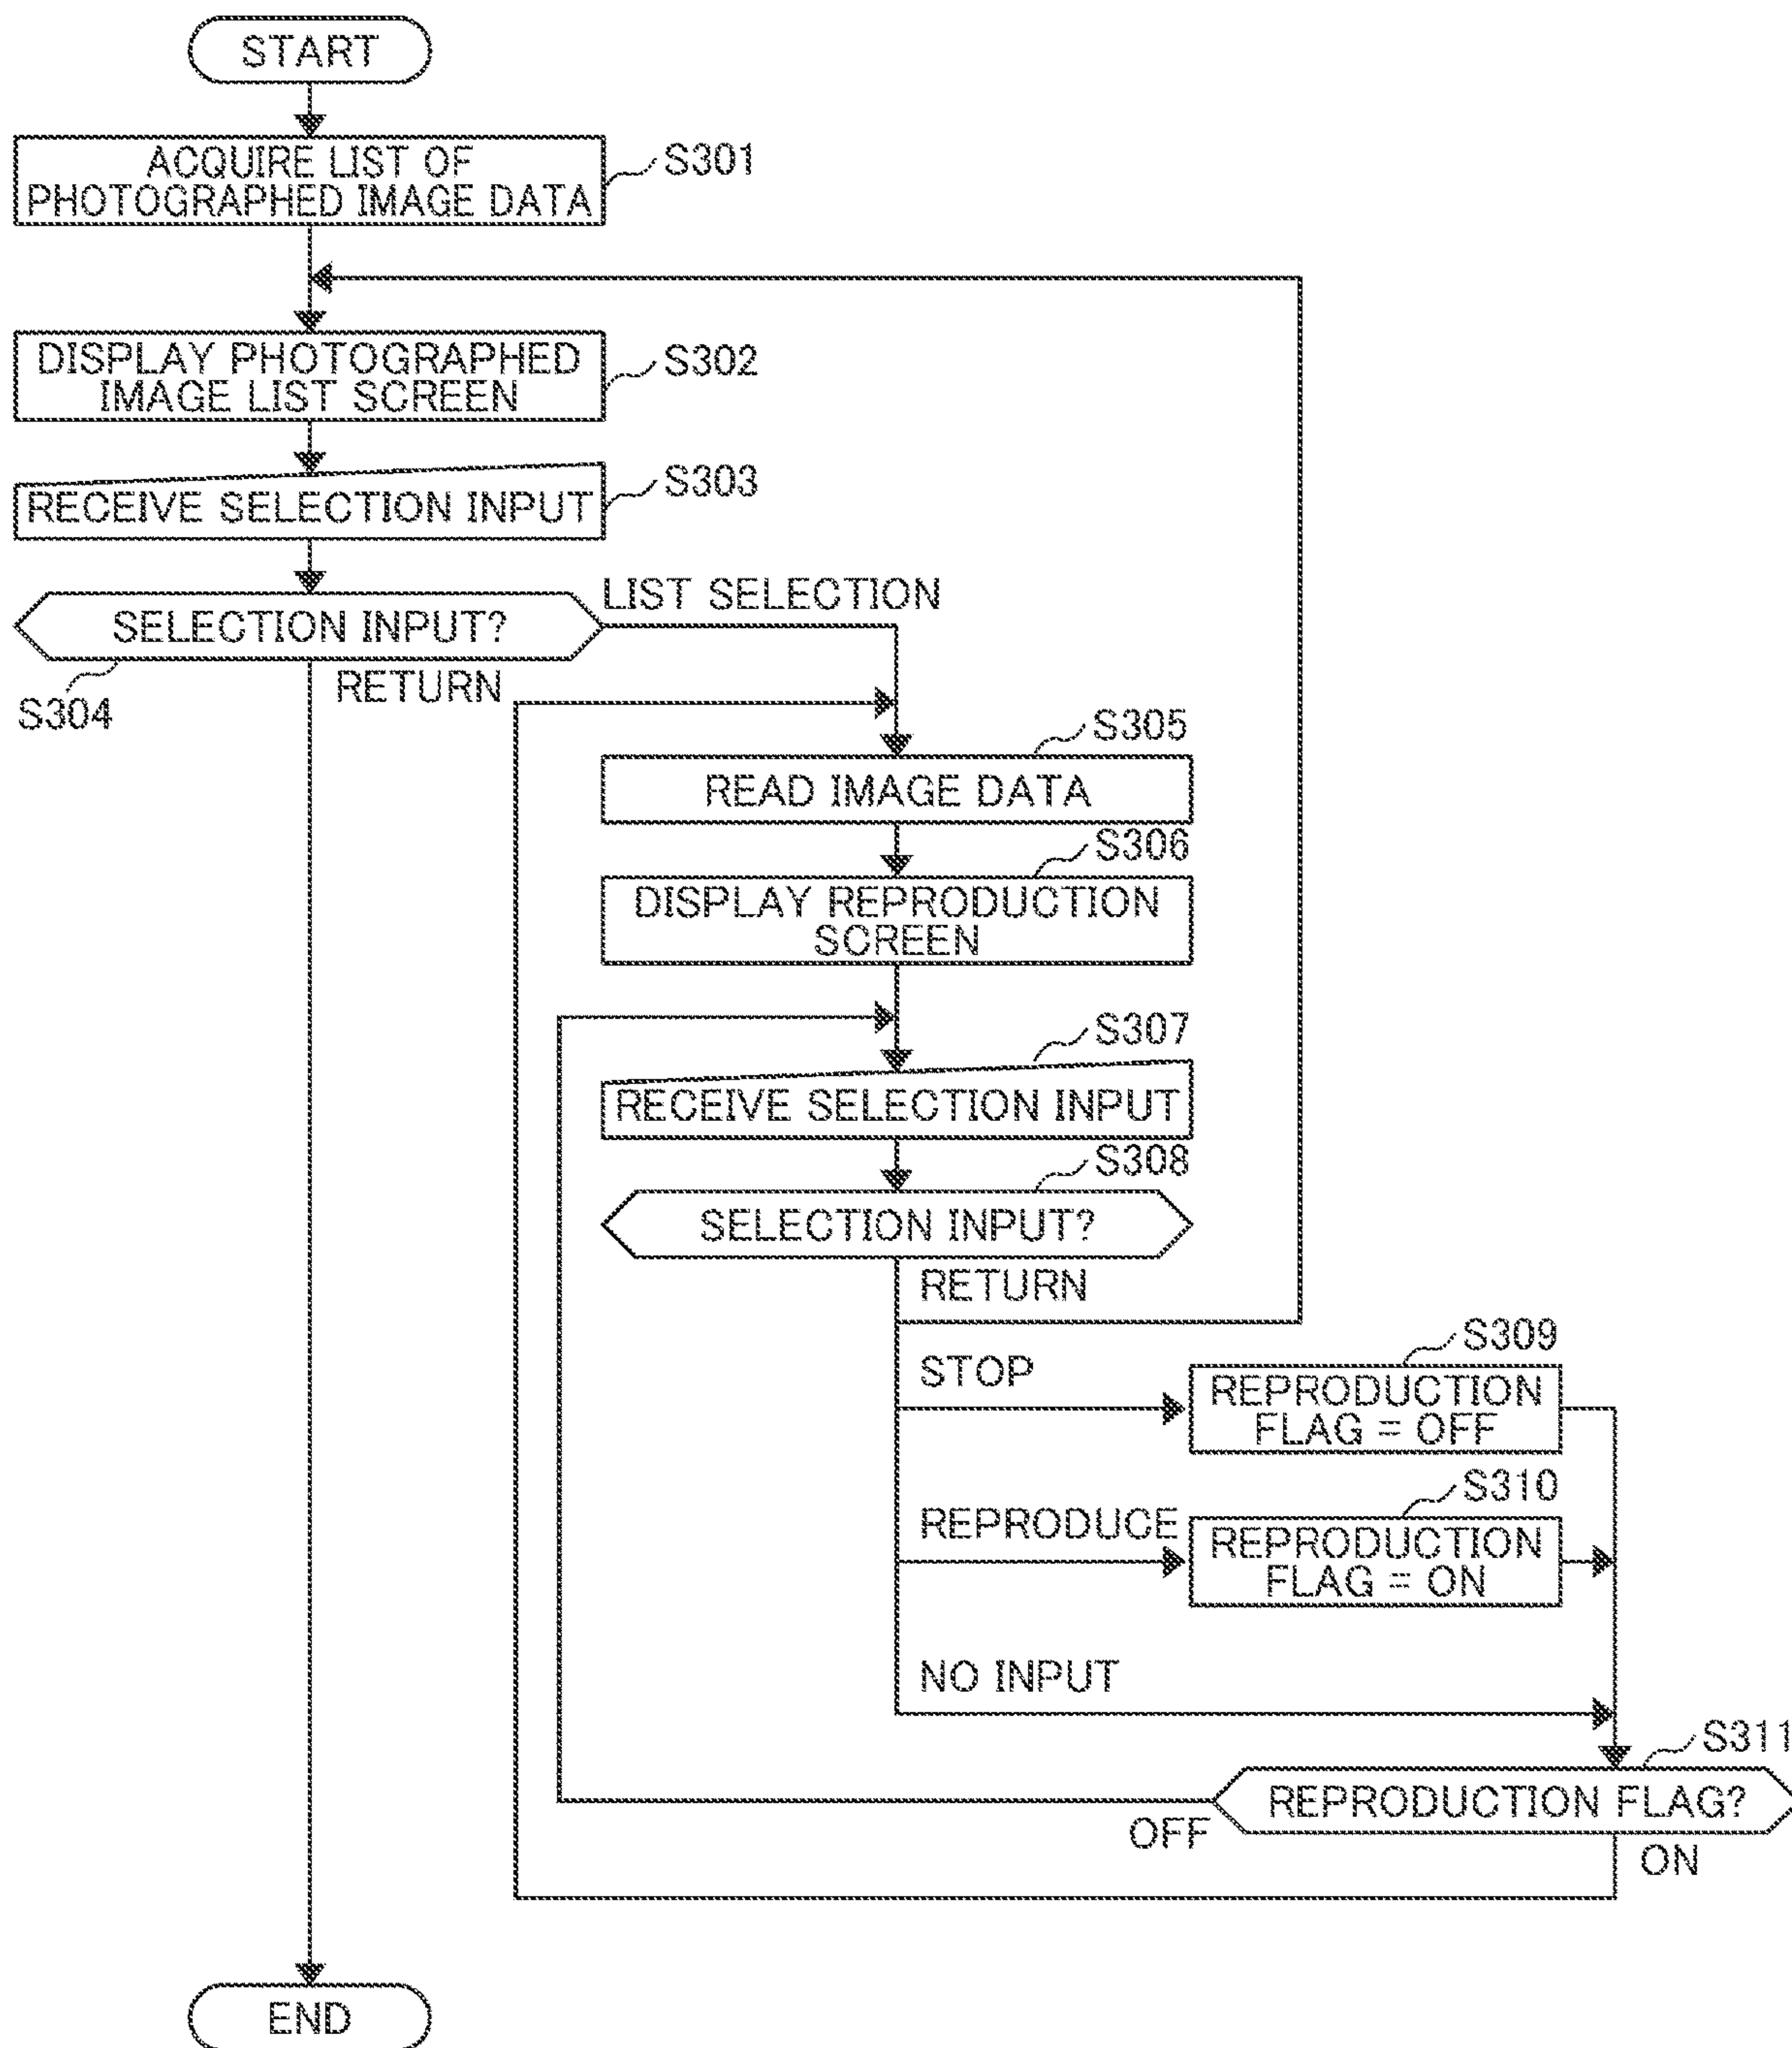 START
ACQUIRE LIST OF
PHOTOGRAPHED IMAGE DATA
S301
DISPLAY PHOTOGRAPHED
IMAGE LIST SCREEN
S302
RECEIVE SELECTION INPUT
S303
SELECTION INPUT?
LIST SELECTION
RETURN
S304
S305
READ IMAGE DATA
S306
DISPLAY REPRODUCTION
SCREEN
S307
RECEIVE SELECTION INPUT
S308
SELECTION INPUT?
RETURN
STOP
S309
REPRODUCTION
FLAG = OFF
REPRODUCE
S310
REPRODUCTION
FLAG = ON
NO INPUT
S311
REPRODUCTION FLAG?
OFF
ON
END